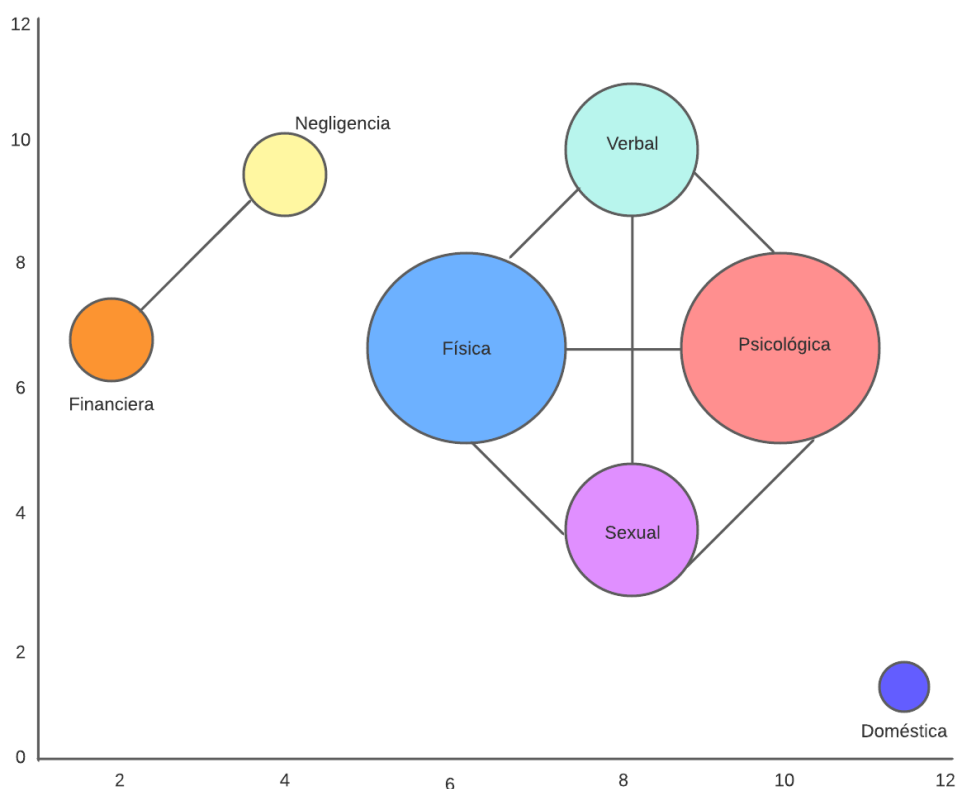 12
Negligencia
10
Verbal
8
Física
Psicológica
6
Financiera
4
Sexual
2
Doméstica
0
2
4
6
8
10
12